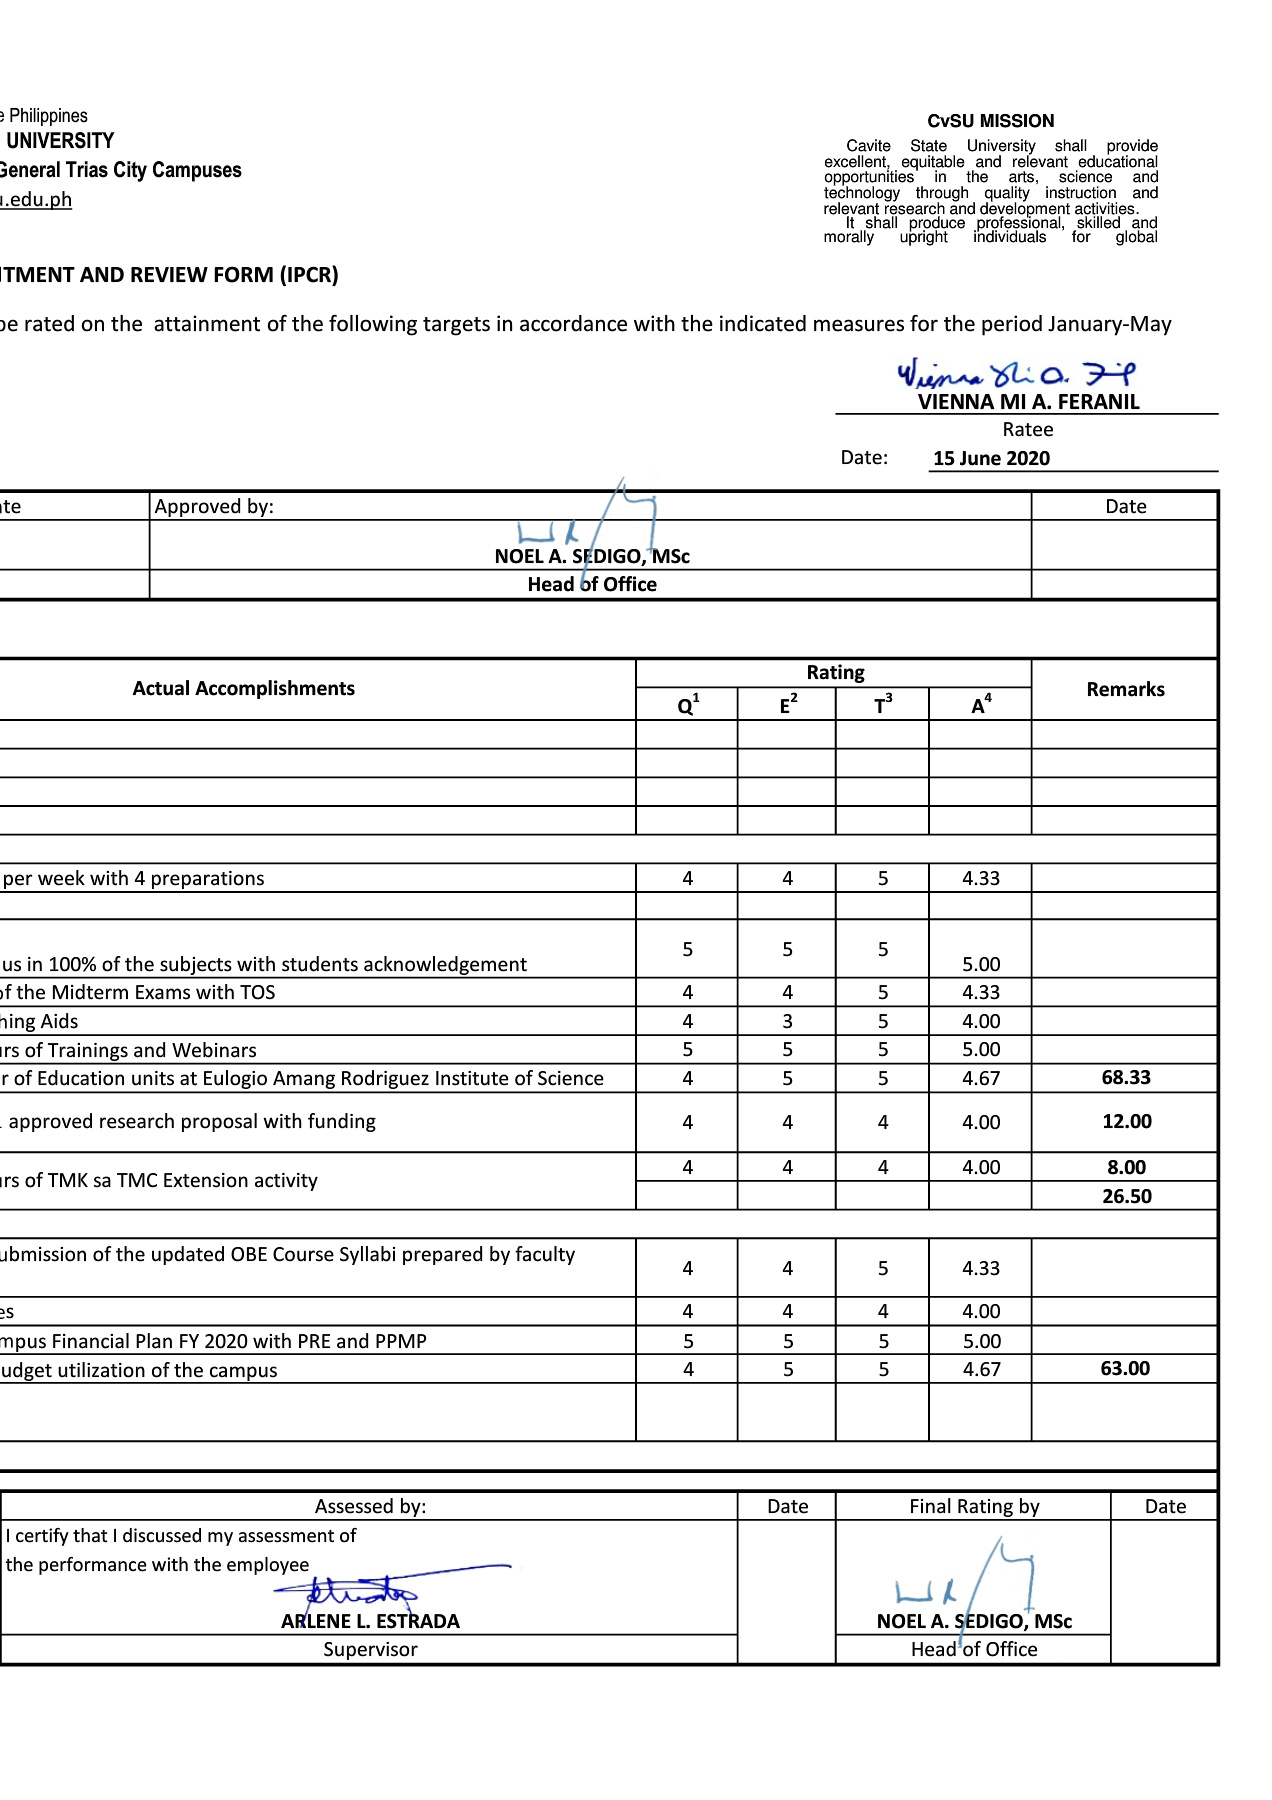 e Philippines
UNIVERSITY
General Trias City Campuses
u.edu.ph
CvSU MISSION
Cavite State University shall provide
excellent, equitable and relevant educational
opportunities in the arts, science and
technology through quality instruction and
relevant research and development activities.
It shall produce professional, skilled and
morally upright individuals for global
ITMENT AND REVIEW FORM (IPCR)
be rated on the attainment of the following targets in accordance with the indicated measures for the period January-May
VIENNA MI A. FERANIL
Ratee
Date: 15 June 2020
ate Approved by: Date
NOEL A. SEDIGO, MSc
Head of Office
Actual Accomplishments Rating Remarks
Q1 E2 T3 A4
per week with 4 preparations 4 4 5 4.33
us in 100% of the subjects with students acknowledgement 5 5 5 5.00
of the Midterm Exams with TOS 4 4 5 4.33
hing Aids 4 3 5 4.00
urs of Trainings and Webinars 5 5 5 5.00
r of Education units at Eulogio Amang Rodriguez Institute of Science 4 5 5 4.67 68.33
approved research proposal with funding 4 4 4 4.00 12.00
urs of TMK sa TMC Extension activity 4 4 4 4.00 8.00
26.50
ubmission of the updated OBE Course Syllabi prepared by faculty 4 4 5 4.33
es 4 4 4 4.00
mpus Financial Plan FY 2020 with PRE and PPMP 5 5 5 5.00
udget utilization of the campus 4 5 5 4.67 63.00
Assessed by: Date Final Rating by Date
I certify that I discussed my assessment of
the performance with the employee
ARLENE L. ESTRADA NOEL A. SEDIGO, MSc
Supervisor Head of Office